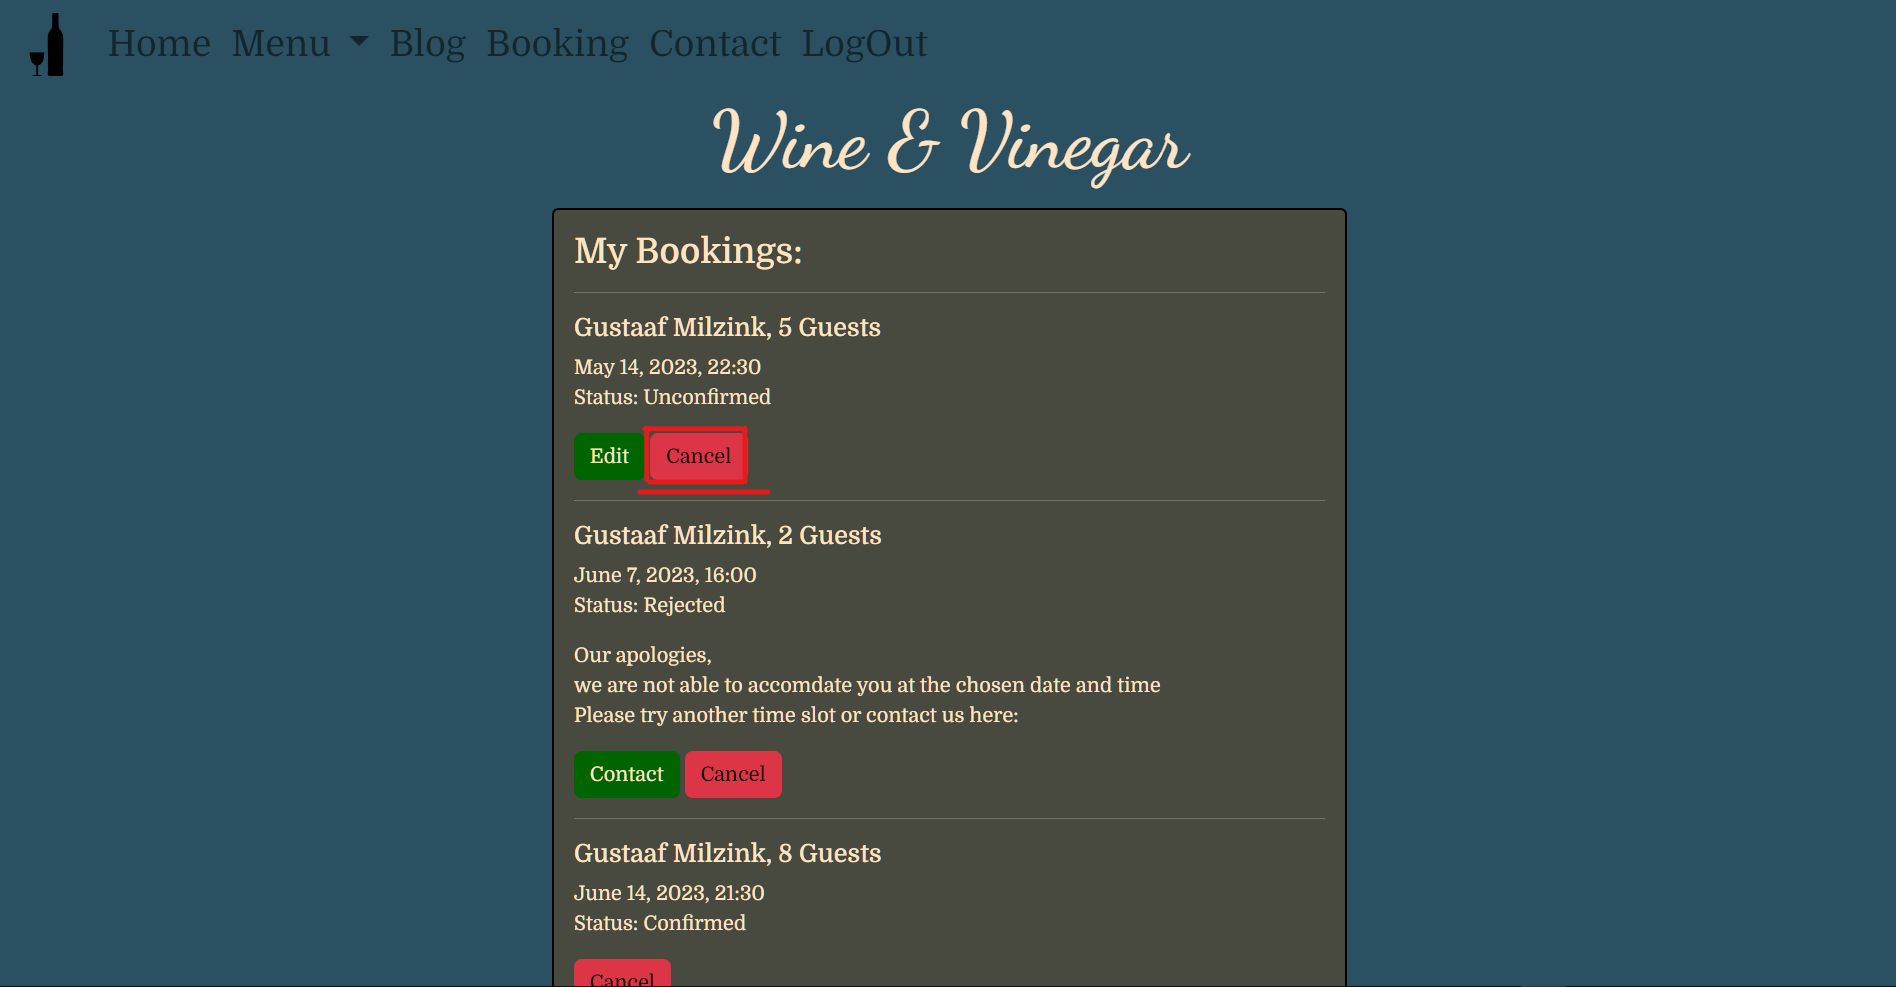 Home Menu Blog Booking Contact LogOut
Wine & Vinegar
My Bookings:
Gustaaf Milzink, 5 Guests
May 14, 2023, 22:30
Status: Unconfirmed
Edit Cancel
Gustaaf Milzink, 2 Guests
June 7, 2023, 16:00
Status: Rejected
Our apologies,
we are not able to accomdate you at the chosen date and time
Please try another time slot or contact us here:
Contact Cancel
Gustaaf Milzink, 8 Guests
June 14, 2023, 21:30
Status: Confirmed
Cancel